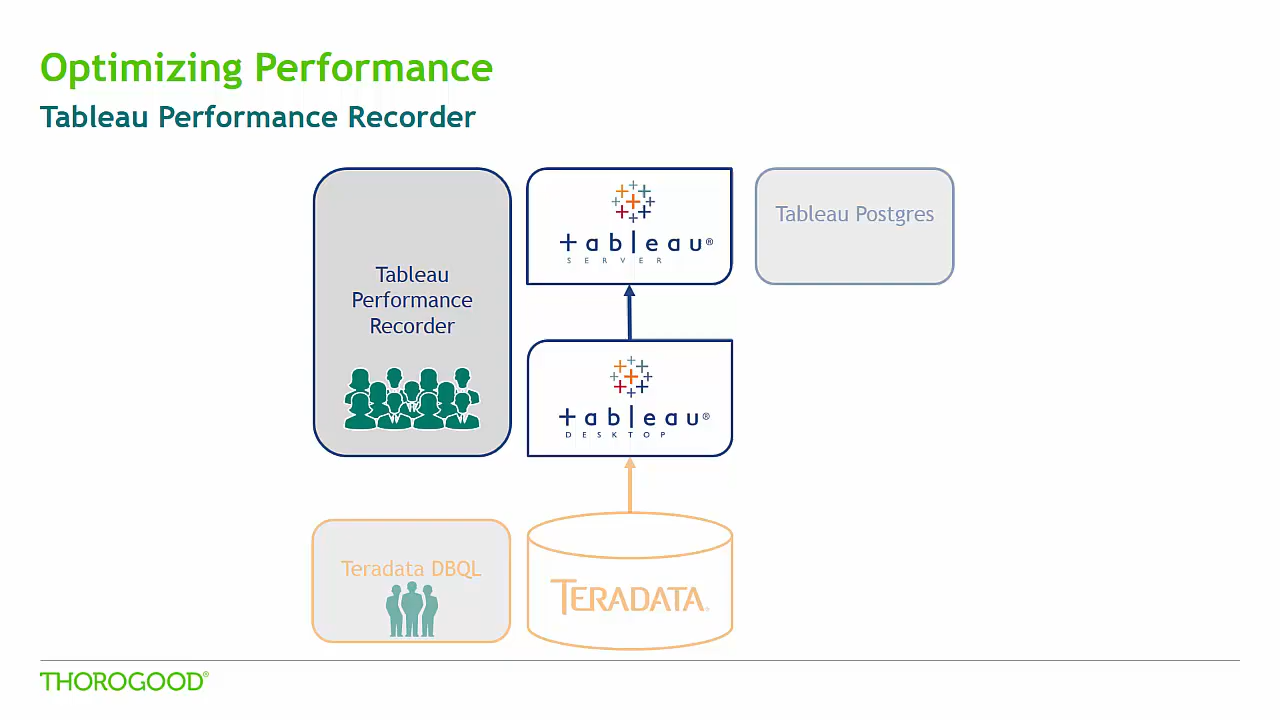 Optimizing Performance
Tableau Performance Recorder
Tableau
Performance
Recorder
+ableau®
SERVER
Tableau Postgres
+ableau®
DESKTOP
Teradata DBQL
TERADATA®
THOROGOOD®